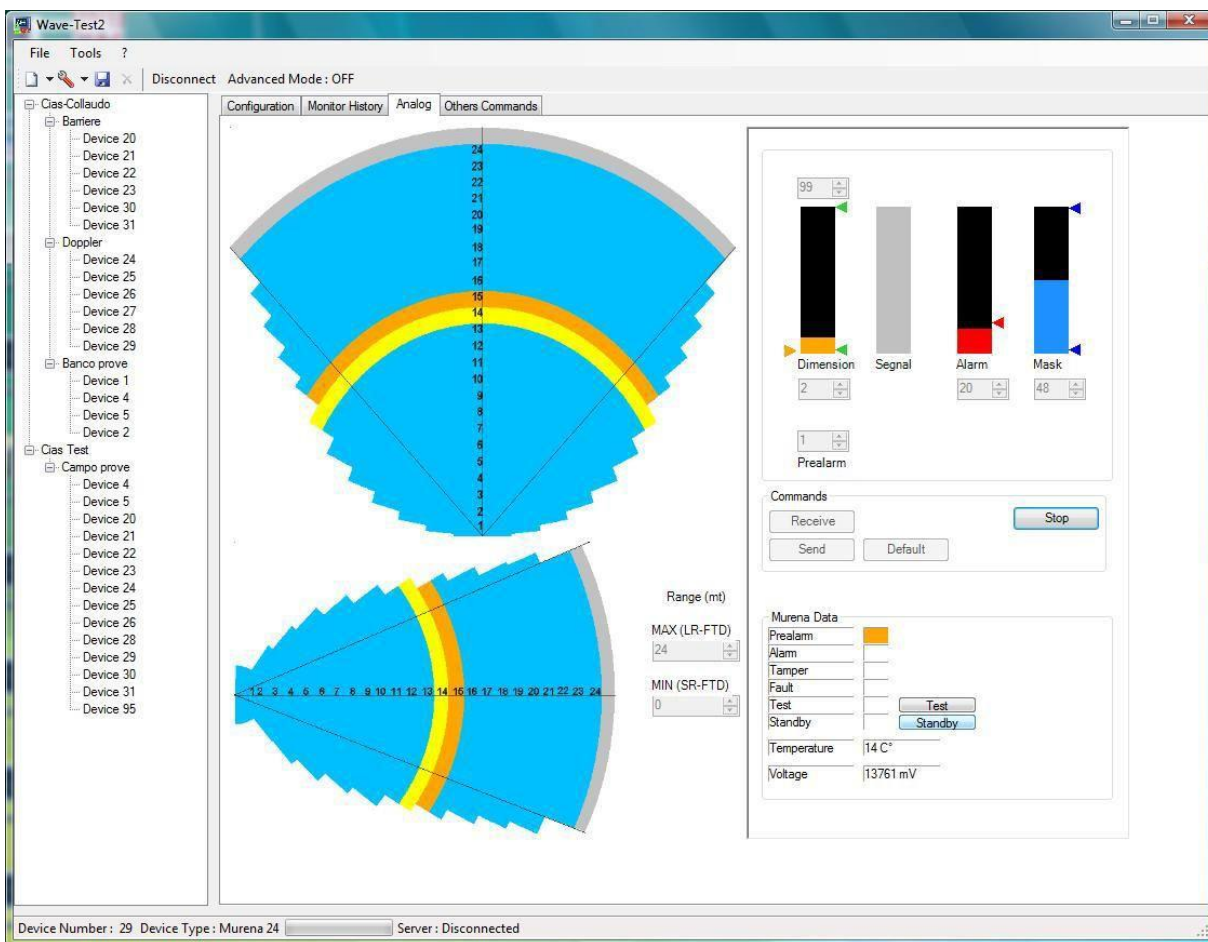 Wave-Test2
File Tools ?
Disconnect Advanced Mode : OFF
Cias-Collaudo
Barriere
Device 20
Device 21
Device 22
Device 23
Device 30
Device 31
Doppler
Device 24
Device 25
Device 26
Device 27
Device 28
Device 29
Banco prove
Device 1
Device 4
Device 5
Device 2
Cias Test
Campo prove
Device 4
Device 5
Device 20
Device 21
Device 22
Device 23
Device 24
Device 25
Device 26
Device 28
Device 29
Device 30
Device 31
Device 95
Configuration Monitor History Analog Others Commands
24
23
22
21
20
19
18
17
16
15
14
13
12
11
10
9
8
7
6
5
4
3
2
1
1 2 3 4 5 6 7 8 9 10 11 12 13 14 15 16 17 18 19 20 21 22 23 24
Range (mt)
MAX (LR-FTD)
24
MIN (SR-FTD)
0
99
Dimension Segnal Alarm Mask
2 20 48
1
Prealarm
Commands
Receive Stop
Send Default
Murena Data
Prealarm
Alarm
Tamper
Fault
Test Test
Standby Standby
Temperature 14 C°
Voltage 13761 mV
Device Number : 29 Device Type : Murena 24 Server : Disconnected